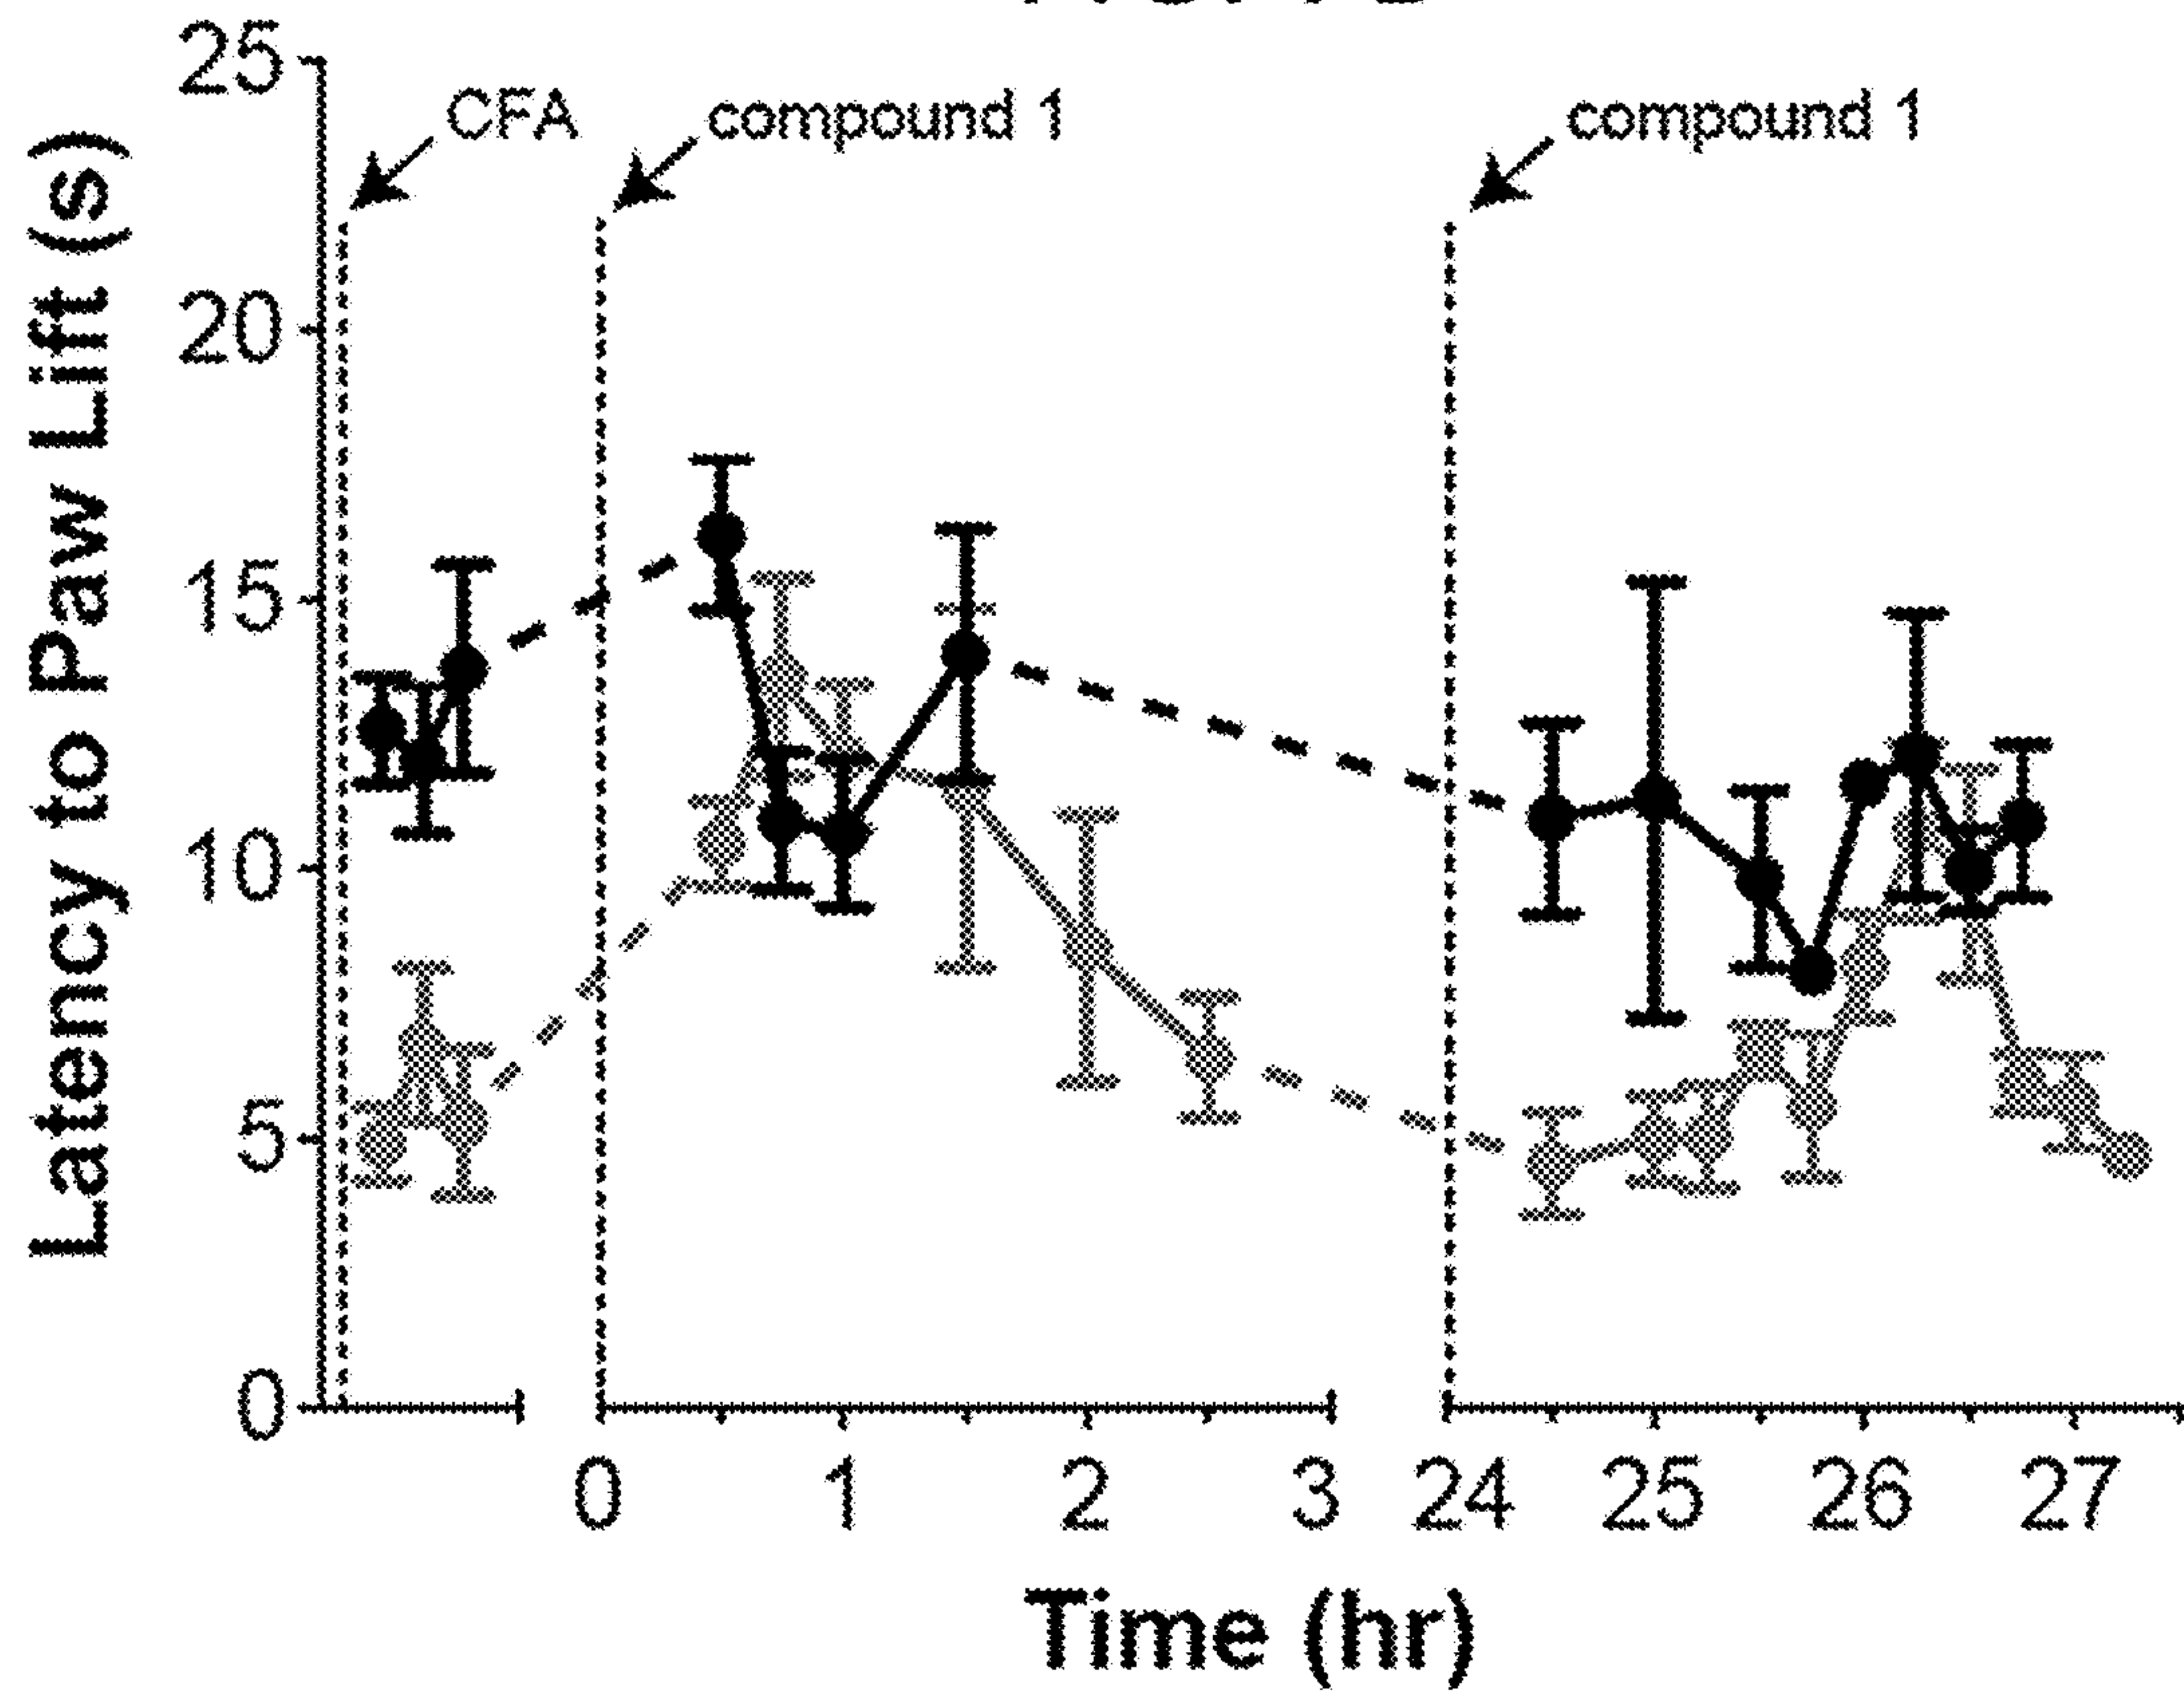 25
CFA
compound 1
compound 1
20
15
10
5
0
Latency to Paw Lift (s)
0 1 2 3 24 25 26 27
Time (hr)